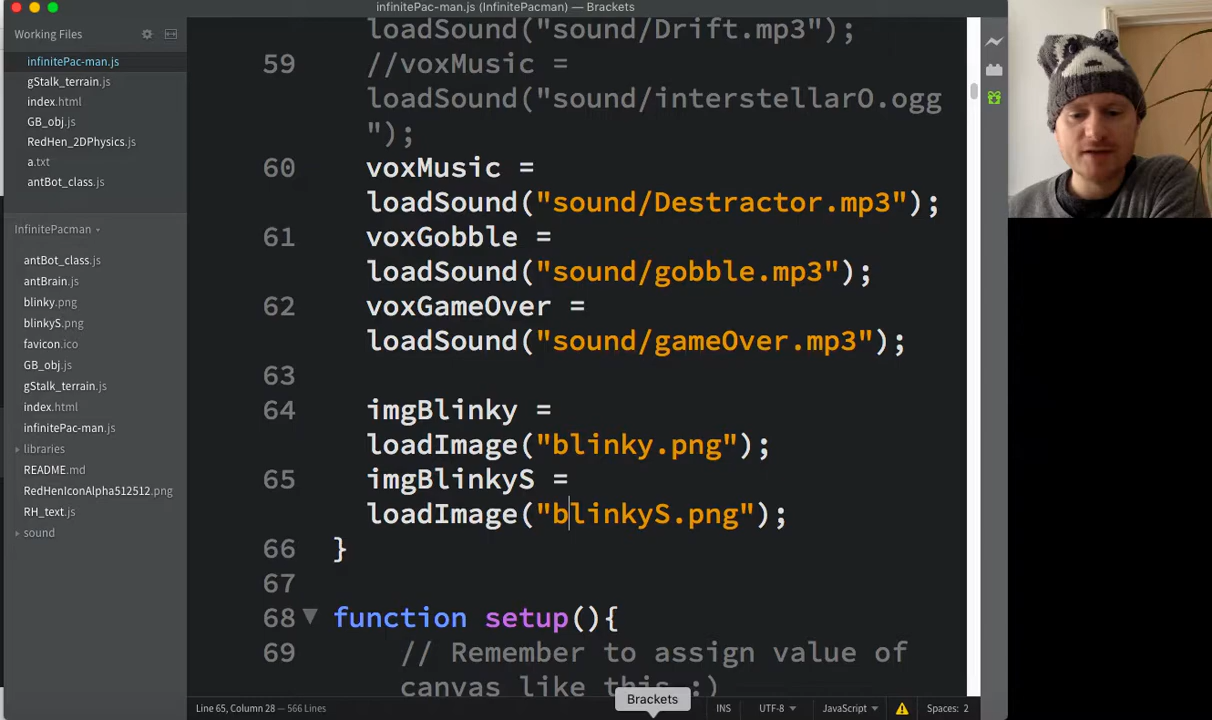 infinitePac-man.js (InfinitePacman) — Brackets
Working Files
infinitePac-man.js
gStalk_terrain.js
index.html
GB_obj.js
RedHen_2DPhysics.js
a.txt
antBot_class.js
InfinitePacman
antBot_class.js
antBrain.js
blinky.png
blinkyS.png
favicon.ico
GB_obj.js
gStalk_terrain.js
index.html
infinitePac-man.js
libraries
README.md
RedHenIconAlpha512512.png
RH_text.js
sound
loadSound("sound/Drift.mp3");
59 //voxMusic =
loadSound("sound/interstellarO.ogg
");
60 voxMusic =
loadSound("sound/Destractor.mp3");
61 voxGobble =
loadSound("sound/gobble.mp3");
62 voxGameOver =
loadSound("sound/gameOver.mp3");
63
64 imgBlinky =
loadImage("blinky.png");
65 imgBlinkyS =
loadImage("blinkyS.png");
66 }
67
68 function setup(){
69 // Remember to assign value of
canvas like this :)
Brackets
Line 65, Column 28 — 566 Lines
INS UTF-8 JavaScript Spaces: 2